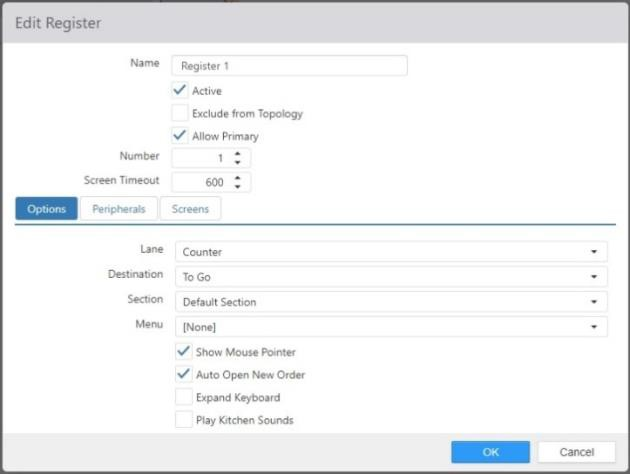 Edit Register
Name Register 1
Active
Exclude from Topology
Allow Primary
Number 1
Screen Timeout 600
Options Peripherals Screens
Lane Counter
Destination To Go
Section Default Section
Menu [None]
Show Mouse Pointer
Auto Open New Order
Expand Keyboard
Play Kitchen Sounds
OK Cancel